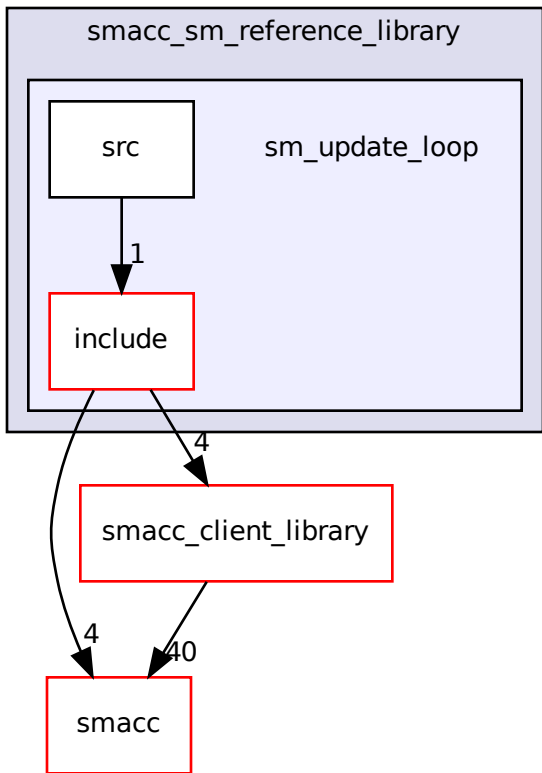 smacc_sm_reference_library
src
sm_update_loop
1
include
4
smacc_client_library
4
40
smacc